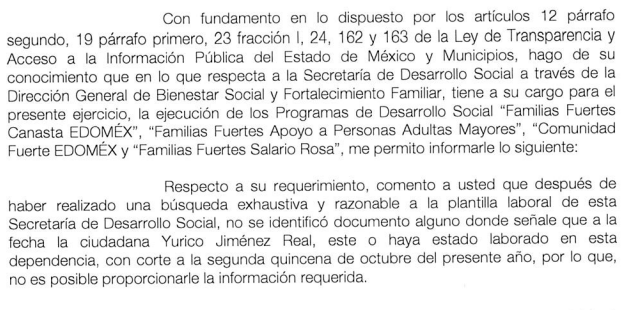 Con fundamento en lo dispuesto por los artículos 12 párrafo
segundo, 19 párrafo primero, 23 fracción I, 24, 162 y 163 de la Ley de Transparencia y
Acceso a la Información Pública del Estado de México y Municipios, hago de su
conocimiento que en lo que respecta a la Secretaría de Desarrollo Social a través de la
Dirección General de Bienestar Social y Fortalecimiento Familiar, tiene a su cargo para el
presente ejercicio, la ejecución de los Programas de Desarrollo Social “Familias Fuertes
Canasta EDOMÉX”, “Familias Fuertes Apoyo a Personas Adultas Mayores”, “Comunidad
Fuerte EDOMÉX y “Familias Fuertes Salario Rosa”, me permito informarle lo siguiente:
Respecto a su requerimiento, comento a usted que después de
haber realizado una búsqueda exhaustiva y razonable a la plantilla laboral de esta
Secretaría de Desarrollo Social, no se identificó documento alguno donde señale que a la
fecha la ciudadana Yurico Jiménez Real, este o haya estado laborado en esta
dependencia, con corte a la segunda quincena de octubre del presente año, por lo que,
no es posible proporcionarle la información requerida.